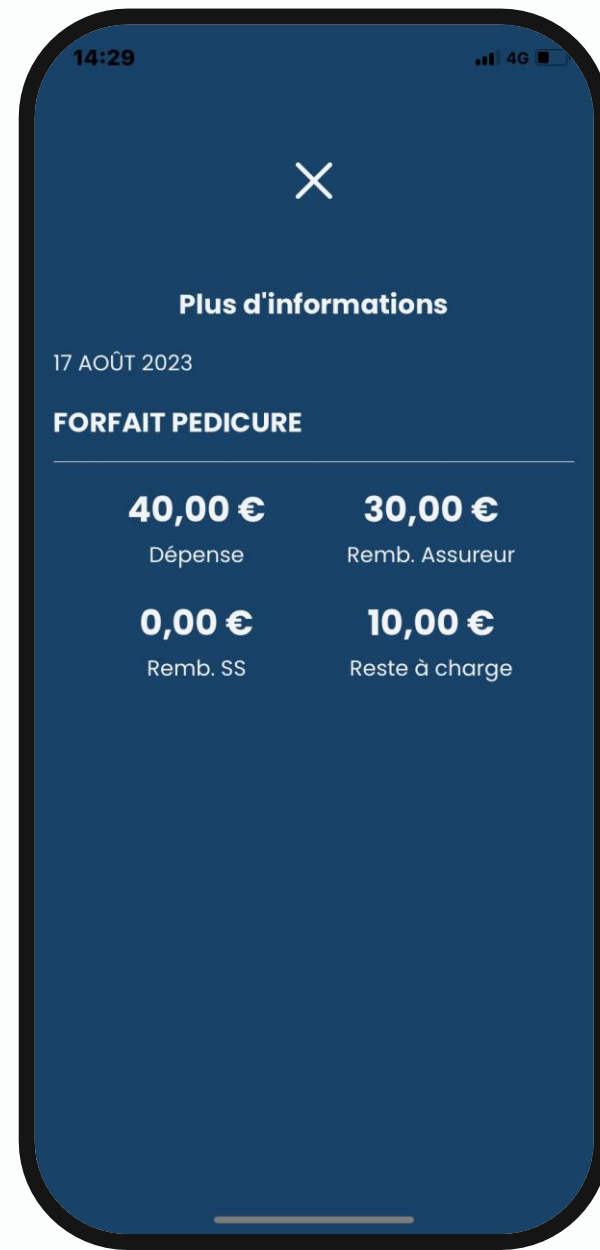 14:29 4G
Plus d'informations
17 AOÛT 2023
FORFAIT PEDICURE
40,00 € 30,00 €
Dépense Remb. Assureur
0,00 € 10,00 €
Remb. SS Reste à charge